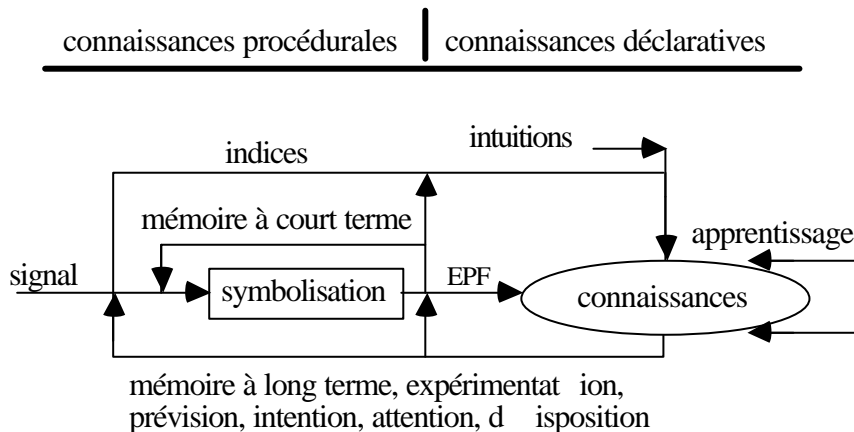 connaissances procédurales
connaissances déclaratives
intuitions
indices
mémoire à court terme
apprentissage
signal
symbolisation
EPF
connaissances
mémoire à long terme, expérimentat ion,
prévision, intention, attention, d isposition